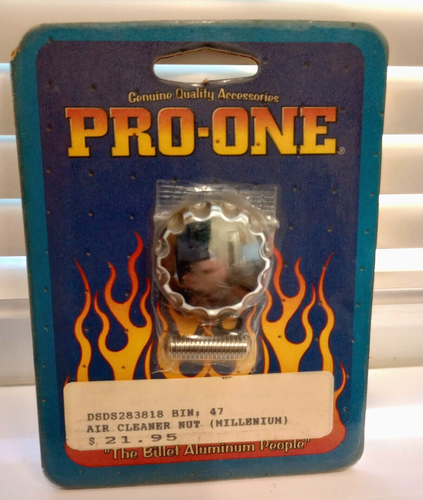 Genuine Quality Accessories
PRO-ONE®
DSDS283818 BIN; 47
AIR CLEANER NUT (MILLENIUM)
$ 21.95
"The Billet Aluminum People"